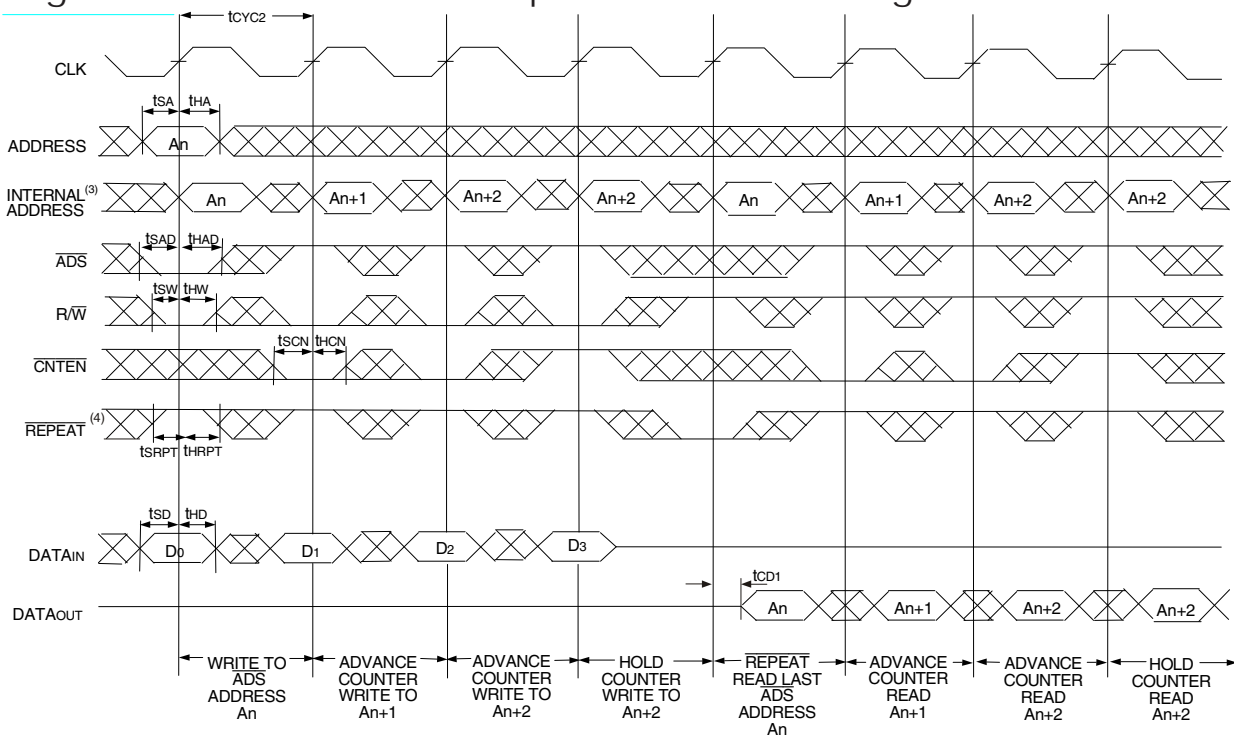 tCYC2
CLK
tSA tHA
ADDRESS An
INTERNAL(3) ADDRESS An An+1 An+2 An+2 An An+1 An+2 An+2
tSAD tHAD
ADS
tSW tHW
R/W
tSCN tHCN
CNTEN
REPEAT (4)
tSRPT tHRPT
tSD tHD
DATAIN D0 D1 D2 D3
tCD1
DATAOUT An An+1 An+2 An+2
WRITE TO
ADS
ADDRESS
An
ADVANCE
COUNTER
WRITE TO
An+1
ADVANCE
COUNTER
WRITE TO
An+2
HOLD
COUNTER
WRITE TO
An+2
REPEAT
READ LAST
ADS
ADDRESS
An
ADVANCE
COUNTER
READ
An+1
ADVANCE
COUNTER
READ
An+2
HOLD
COUNTER
READ
An+2